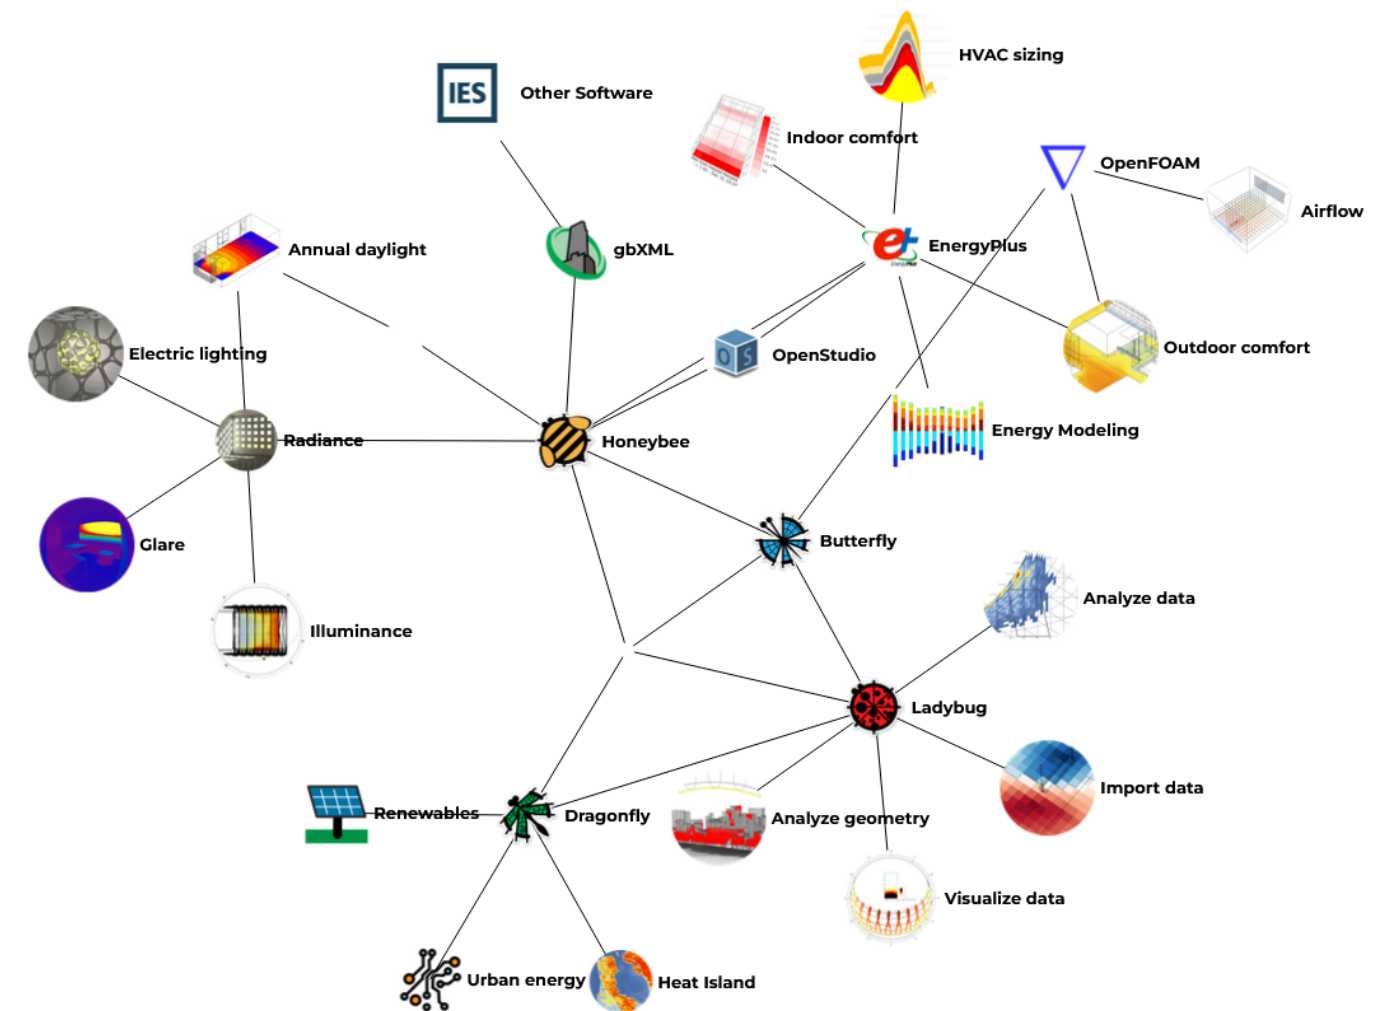 HVAC sizing
IES
Other Software
Indoor comfort
OpenFOAM
Airflow
Annual daylight
gbXML
EnergyPlus
Electric lighting
OS
OpenStudio
Outdoor comfort
Radiance
Honeybee
Energy Modeling
Glare
Butterfly
Analyze data
Illuminance
Ladybug
Import data
Renewables
Dragonfly
Analyze geometry
Visualize data
Urban energy
Heat Island